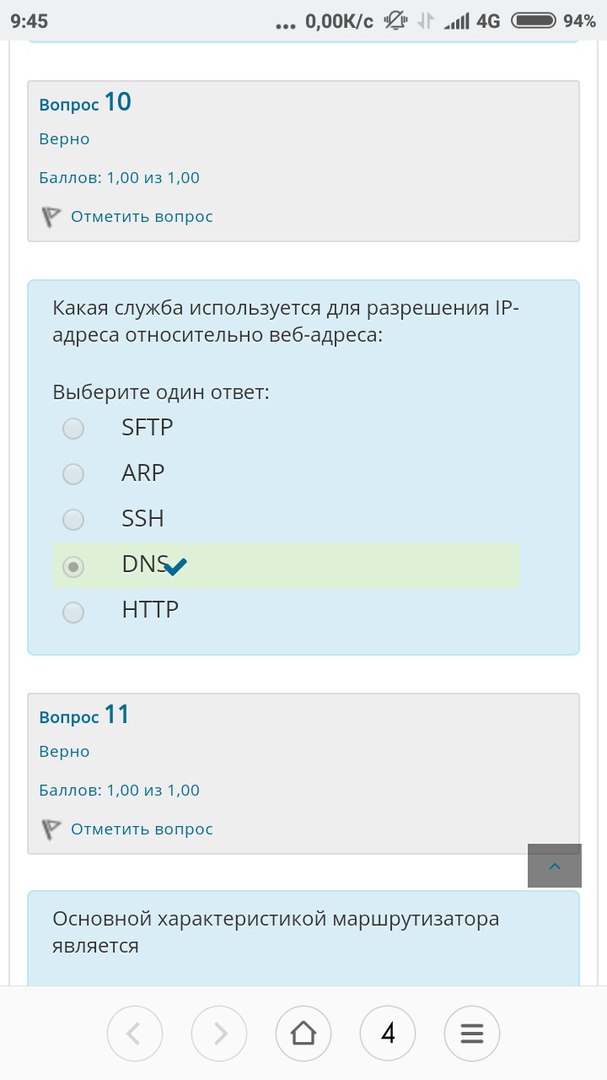 9:45
... 0,00К/с 4G 94%
Вопрос 10
Верно
Баллов: 1,00 из 1,00
Отметить вопрос
Какая служба используется для разрешения IP-
адреса относительно веб-адреса:
Выберите один ответ:
SFTP
ARP
SSH
DNS
HTTP
Вопрос 11
Верно
Баллов: 1,00 из 1,00
Отметить вопрос
Основной характеристикой маршрутизатора
является
4